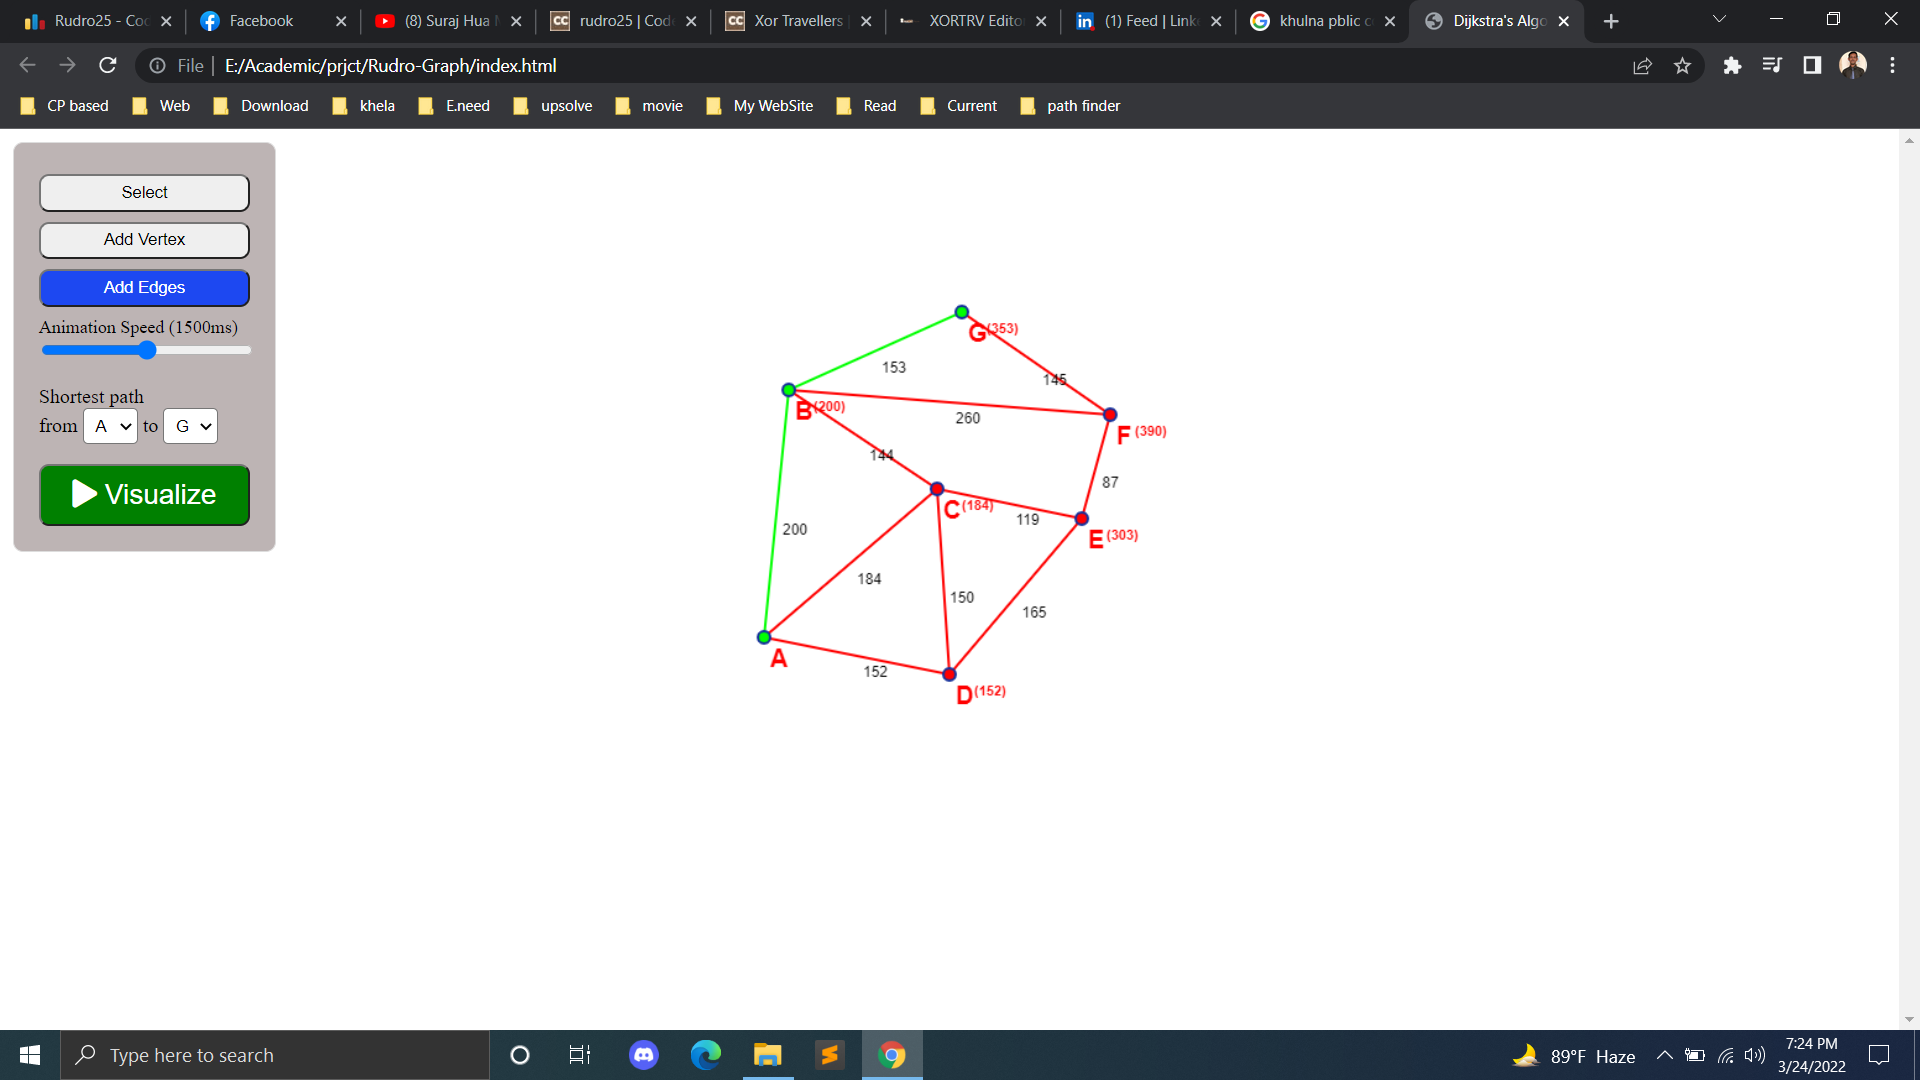 Rudro25 - Coc
Facebook
(8) Suraj Hua M
rudro25 | Code
Xor Travellers |
XORTRV Edito
(1) Feed | Link
khulna pblic c
Dijkstra's Algo
File | E:/Academic/prjct/Rudro-Graph/index.html
CP based
Web
Download
khela
E.need
upsolve
movie
My WebSite
Read
Current
path finder
Select
Add Vertex
Add Edges
Animation Speed (1500ms)
Shortest path
from A to G
Visualize
G(353)
153
145
B(200)
260
F (390)
144
87
C(184)
119
E (303)
200
184
150
165
A
152
D(152)
Type here to search
89°F Haze
7:24 PM
3/24/2022